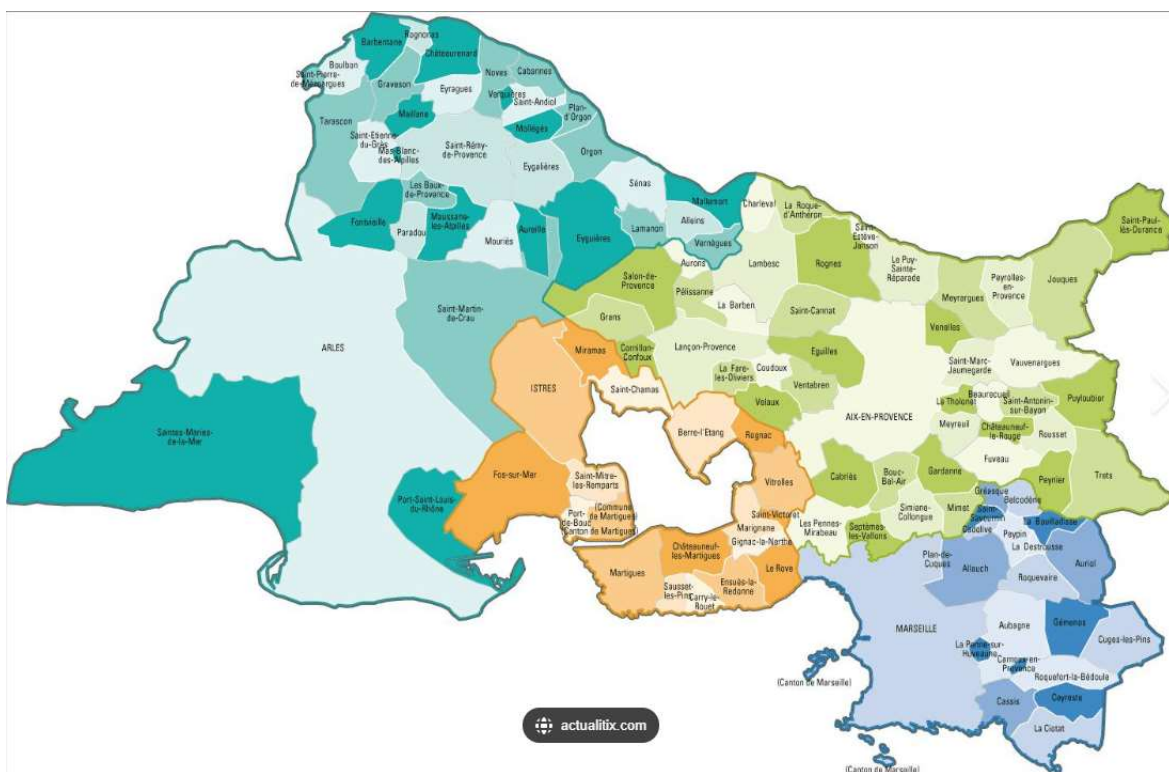 Rognonas
Barbentane
Châteaurenard
Boulbon
Saint-Pierre-
de-Mézoargues
Graveson
Noves
Cabannes
Eyragues
Verquières
Saint-Andiol
Tarascon
Maillane
Plan-
d'Orgon
Saint-Etienne
du-Grès
Mollégès
Mas-Blanc-
des-Alpilles
Saint-Rémy-
de-Provence
Orgon
Eygalières
Les Baux-
de-Provence
Sénas
Mallemort
Charleval
La Roque-
d'Anthéron
Saint-Paul-
lès-Durance
Fontvieille
Paradou
Maussane-
les-Alpilles
Mouriès
Aureille
Eyguières
Lamanon
Alleins
Vernègues
Saint-
Estève-
Janson
Aurons
Lambesc
Rognes
Le Puy-
Sainte-
Réparade
Meyrargues
Peyrolles-
en-
Provence
Jouques
Salon-de-
Provence
Pélissanne
La Barben
Saint-Cannat
Saint-Martin-
de-Crau
Grans
Venelles
ARLES
Miramas
Cornillon-
Confoux
Lançon-Provence
Eguilles
Saint-Marc-
Jaumegarde
Vauvenargues
ISTRES
Saint-Chamas
La Fare-
les-Oliviers
Coudoux
Ventabren
Velaux
Le Tholonet
Beaurecueil
Saint-Antonin-
sur-Bayon
Puyloubier
AIX-EN-PROVENCE
Meyreuil
Châteauneuf-
le-Rouge
Rousset
Saintes-Maries-
de-la-Mer
Berre-l'Etang
Rognac
Fuveau
Fos-sur-Mer
Saint-Mitre-
les-Remparts
Vitrolles
Cabriès
Bouc-
Bel-Air
Gardanne
Peynier
Trets
Port-Saint-Louis-
du-Rhône
Port-
de-Bouc
(Commune
de Martigues)
(Canton de Martigues)
Saint-Victoret
Marignane
Gignac-la-Nerthe
Les Pennes-
Mirabeau
Septèmes-
les-Vallons
Simiane-
Collongue
Mimet
Gréasque
Belcodène
Saint-
Savournin
Cadolive
La Bouilladisse
Peypin
La Destrousse
Châteauneuf-
les-Martigues
Martigues
Le Rove
Ensuès-la-
Redonne
Sausset-
les-Pins
Carry-le-
Rouet
Plan-de-
Cuques
Allauch
Auriol
Roquevaire
MARSEILLE
Aubagne
Gémenos
Cuges-les-Pins
La Penne-sur-
Huveaune
Carnoux-en-
Provence
Roquefort-la-Bédoule
(Canton de Marseille)
Cassis
Ceyreste
La Ciotat
actualitix.com
(Canton de Marseille)